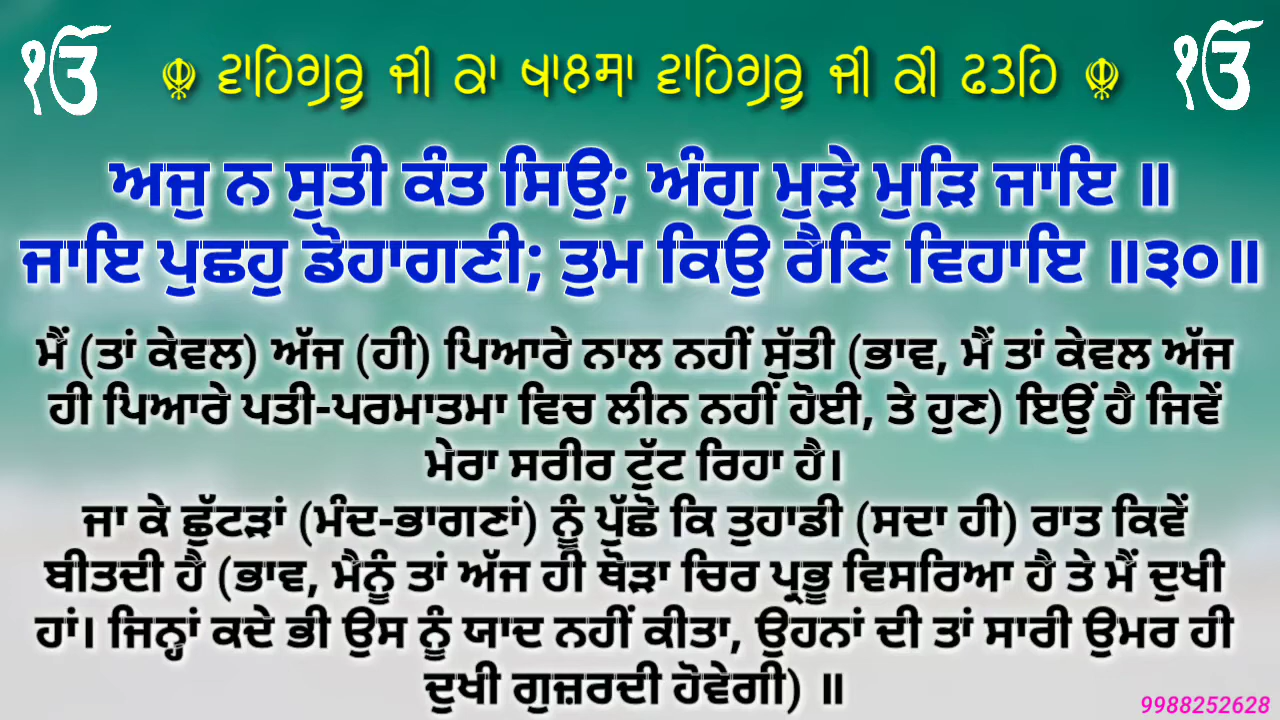 ੴ ☬ ਵਾਹਿਗੁਰੂ ਜੀ ਕਾ ਖਾਲਸਾ ਵਾਹਿਗੁਰੂ ਜੀ ਕੀ ਫਤਹਿ ☬ ੴ
ਅਜੁ ਨ ਸੁਤੀ ਕੰਤ ਸਿਉ; ਅੰਗੁ ਮੁੜੇ ਮੁੜਿ ਜਾਇ ॥
ਜਾਇ ਪੁਛਹੁ ਡੋਹਾਗਣੀ; ਤੁਮ ਕਿਉ ਰੈਣਿ ਵਿਹਾਇ ॥੩੦॥
ਮੈਂ (ਤਾਂ ਕੇਵਲ) ਅੱਜ (ਹੀ) ਪਿਆਰੇ ਨਾਲ ਨਹੀਂ ਸੁੱਤੀ (ਭਾਵ, ਮੈਂ ਤਾਂ ਕੇਵਲ ਅੱਜ
ਹੀ ਪਿਆਰੇ ਪਤੀ-ਪਰਮਾਤਮਾ ਵਿਚ ਲੀਨ ਨਹੀਂ ਹੋਈ, ਤੇ ਹੁਣ) ਇਉਂ ਹੈ ਜਿਵੇਂ
ਮੇਰਾ ਸਰੀਰ ਟੁੱਟ ਰਿਹਾ ਹੈ।
ਜਾ ਕੇ ਛੁੱਟੜਾਂ (ਮੰਦ-ਭਾਗਣਾਂ) ਨੂੰ ਪੁੱਛੋ ਕਿ ਤੁਹਾਡੀ (ਸਦਾ ਹੀ) ਰਾਤ ਕਿਵੇਂ
ਬੀਤਦੀ ਹੈ (ਭਾਵ, ਮੈਨੂੰ ਤਾਂ ਅੱਜ ਹੀ ਥੋੜਾ ਚਿਰ ਪ੍ਰਭੂ ਵਿਸਰਿਆ ਹੈ ਤੇ ਮੈਂ ਦੁਖੀ
ਹਾਂ। ਜਿਨ੍ਹਾਂ ਕਦੇ ਭੀ ਉਸ ਨੂੰ ਯਾਦ ਨਹੀਂ ਕੀਤਾ, ਉਹਨਾਂ ਦੀ ਤਾਂ ਸਾਰੀ ਉਮਰ ਹੀ
ਦੁਖੀ ਗੁਜ਼ਰਦੀ ਹੋਵੇਗੀ) ॥
9988252628